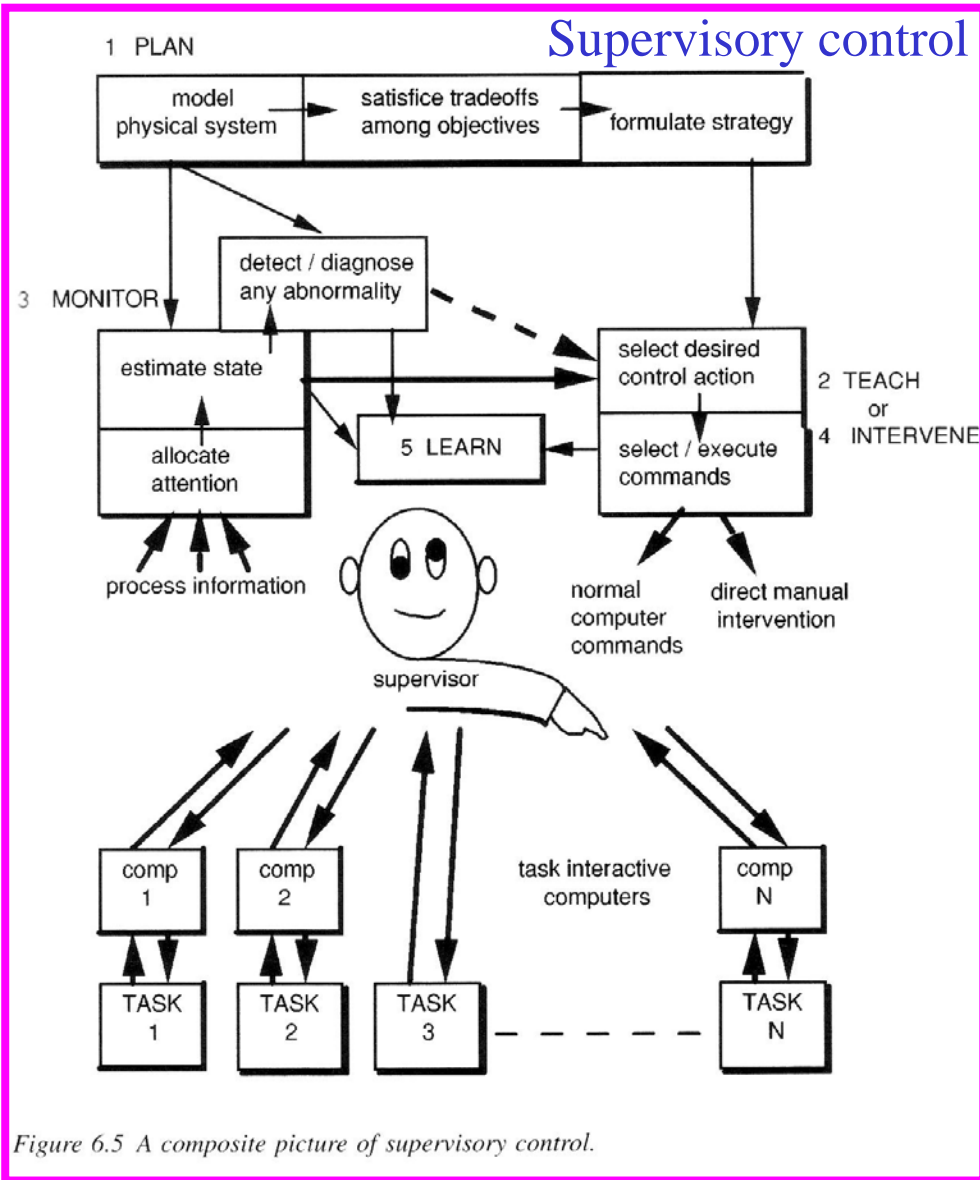 Supervisory control
1 PLAN
model
physical system
satisfice tradeoffs
among objectives
formulate strategy
detect / diagnose
any abnormality
3 MONITOR
estimate state
allocate
attention
process information
5 LEARN
select desired
control action
select / execute
commands
2 TEACH
or
4 INTERVENE
normal
computer
commands
direct manual
intervention
supervisor
comp
1
comp
2
task interactive
computers
comp
N
TASK
1
TASK
2
TASK
3
TASK
N
Figure 6.5 A composite picture of supervisory control.